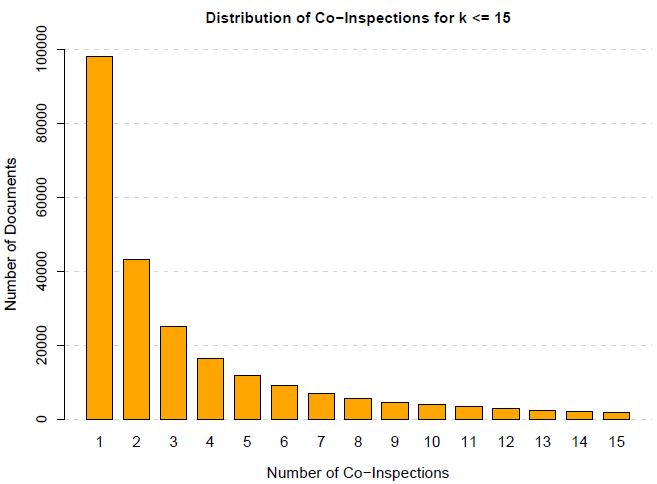 Distribution of Co−Inspections for k <= 15
Number of Documents
100000
80000
60000
40000
20000
0
1 2 3 4 5 6 7 8 9 10 11 12 13 14 15
Number of Co−Inspections